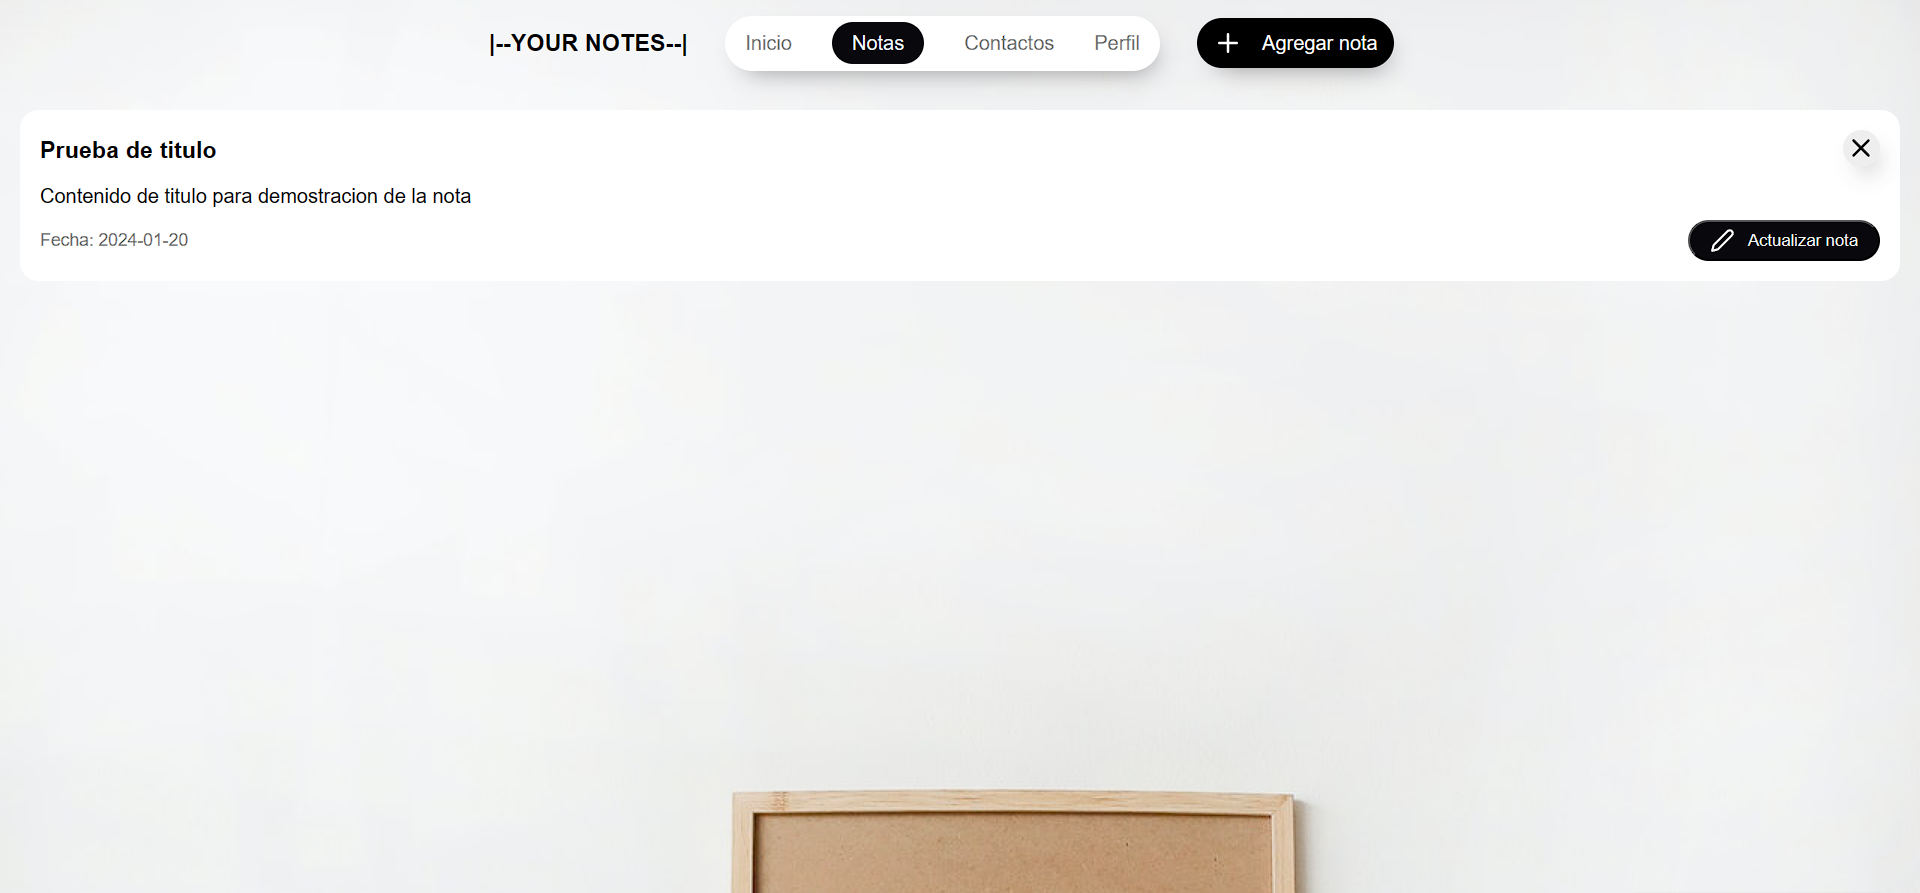 |--YOUR NOTES--|
Inicio
Notas
Contactos
Perfil
Agregar nota
Prueba de titulo
Contenido de titulo para demostracion de la nota
Fecha: 2024-01-20
Actualizar nota